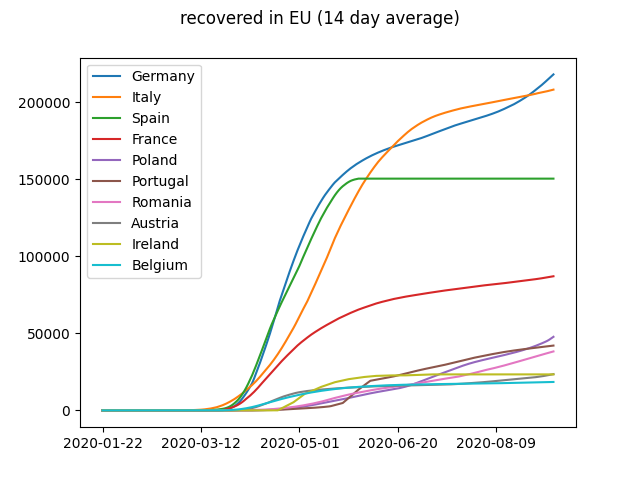 recovered in EU (14 day average)
Germany
Italy
Spain
France
Poland
Portugal
Romania
Austria
Ireland
Belgium
200000
150000
100000
50000
0
2020-01-22 2020-03-12 2020-05-01 2020-06-20 2020-08-09